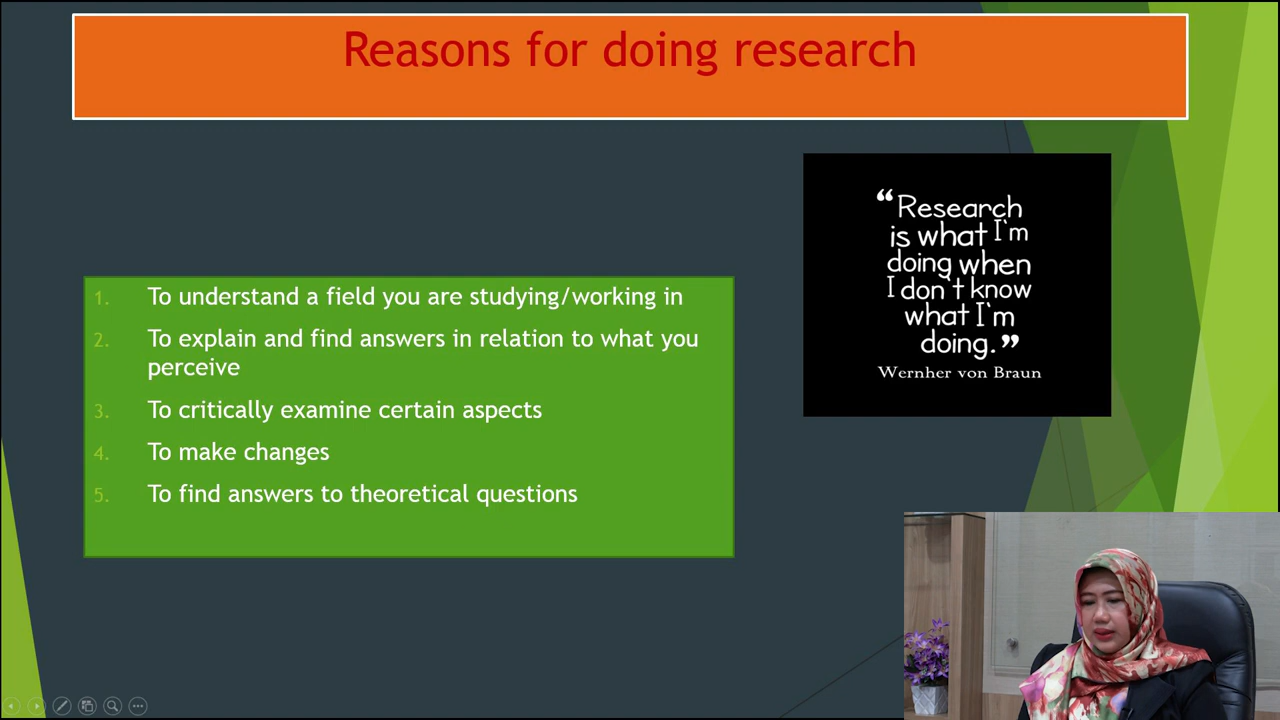 Reasons for doing research
1. To understand a field you are studying/working in
2. To explain and find answers in relation to what you
perceive
3. To critically examine certain aspects
4. To make changes
5. To find answers to theoretical questions
“Research
is what I'm
doing when
I don't know
what I'm
doing.”
Wernher von Braun